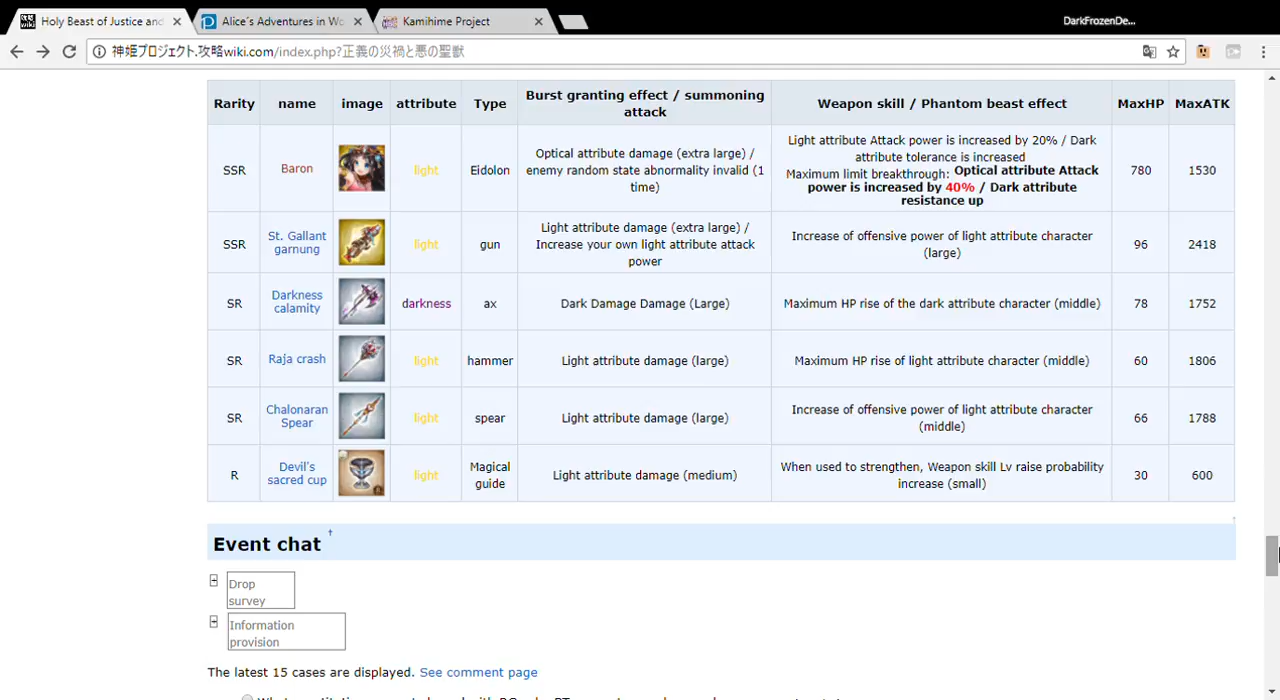 Holy Beast of Justice and
Alice's Adventures in Wo
Kamihime Project
DarkFrozenDe...
神姫プロジェクト.攻略wiki.com/index.php?正義の災禍と悪の聖獣
Rarity name image attribute Type Burst granting effect / summoning attack Weapon skill / Phantom beast effect MaxHP MaxATK
SSR Baron light Eidolon
Optical attribute damage (extra large) /
enemy random state abnormality invalid (1
time)
Light attribute Attack power is increased by 20% / Dark
attribute tolerance is increased
Maximum limit breakthrough: Optical attribute Attack
power is increased by 40% / Dark attribute
resistance up
780 1530
SSR St. Gallant
garnung
light gun
Light attribute damage (extra large) /
Increase your own light attribute attack
power
Increase of offensive power of light attribute character
(large)
96 2418
SR Darkness
calamity
darkness ax Dark Damage Damage (Large) Maximum HP rise of the dark attribute character (middle) 78 1752
SR Raja crash light hammer Light attribute damage (large) Maximum HP rise of light attribute character (middle) 60 1806
SR Chalonaran
Spear
light spear Light attribute damage (large)
Increase of offensive power of light attribute character
(middle)
66 1788
R Devil's
sacred cup
light Magical
guide
Light attribute damage (medium)
When used to strengthen, Weapon skill Lv raise probability
increase (small)
30 600
Event chat †
Drop
survey
Information
provision
The latest 15 cases are displayed. See comment page